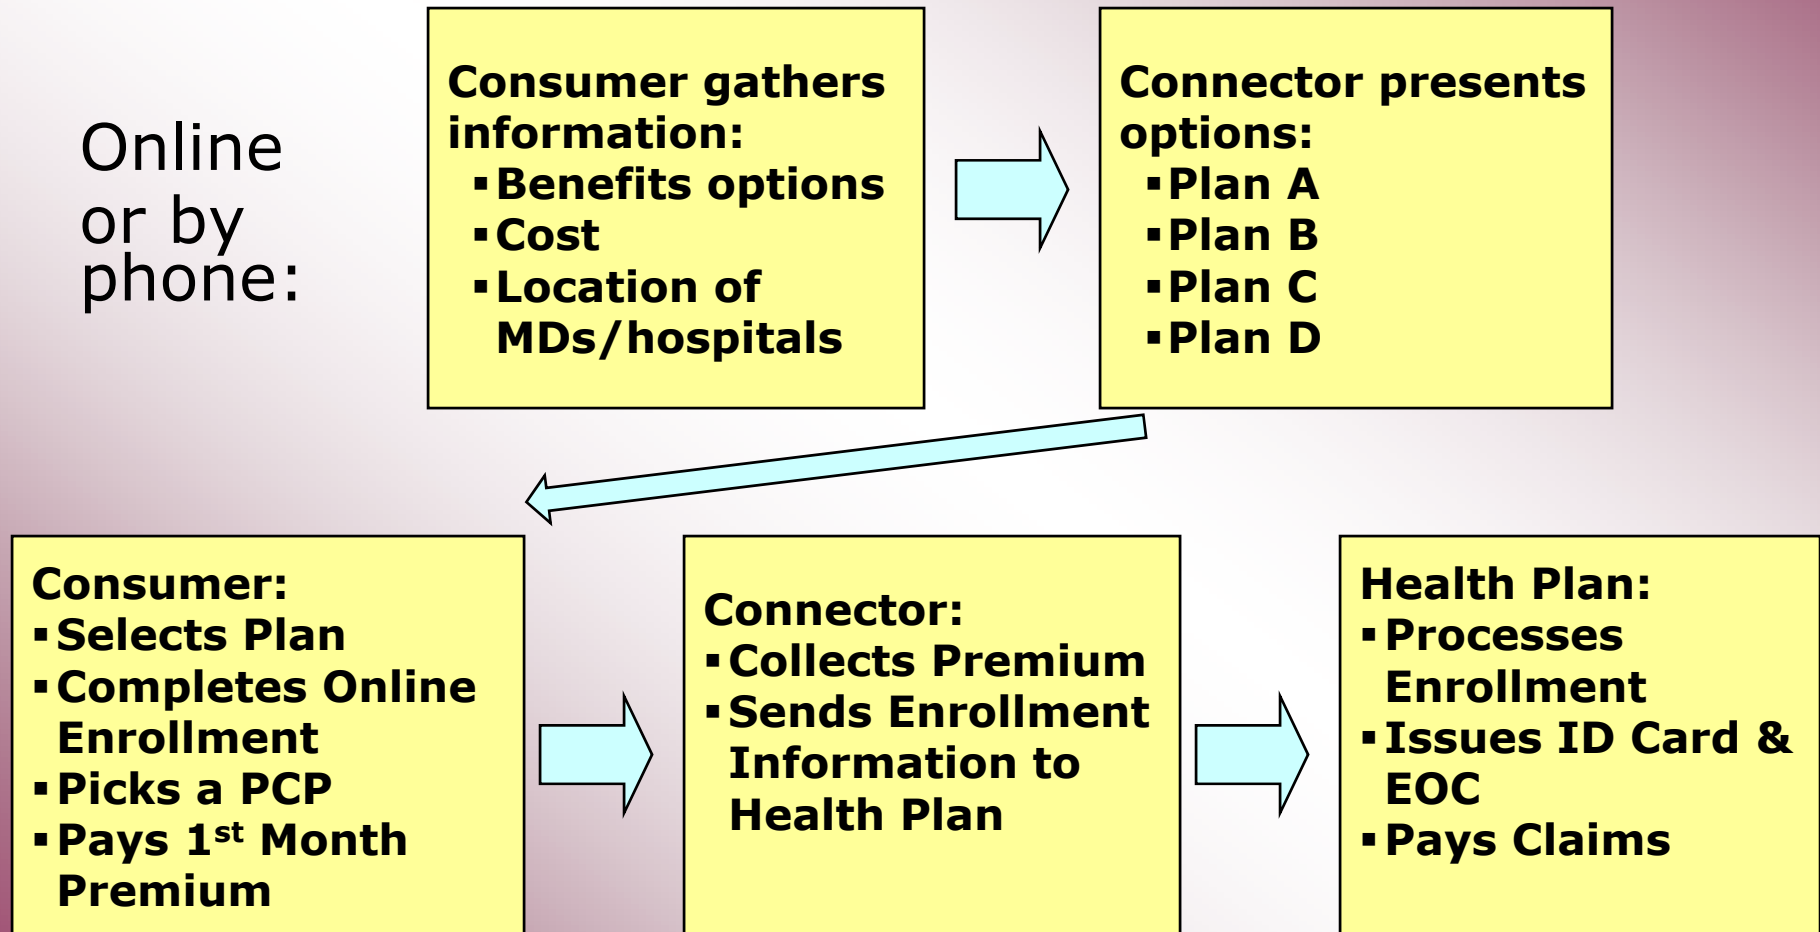 Online
or by
phone:
Consumer gathers
information:
▪Benefits options
▪Cost
▪Location of
MDs/hospitals
Connector presents
options:
▪Plan A
▪Plan B
▪Plan C
▪Plan D
Consumer:
▪Selects Plan
▪Completes Online
Enrollment
▪Picks a PCP
▪Pays 1st Month
Premium
Connector:
▪Collects Premium
▪Sends Enrollment
Information to
Health Plan
Health Plan:
▪Processes
Enrollment
▪Issues ID Card &
EOC
▪Pays Claims